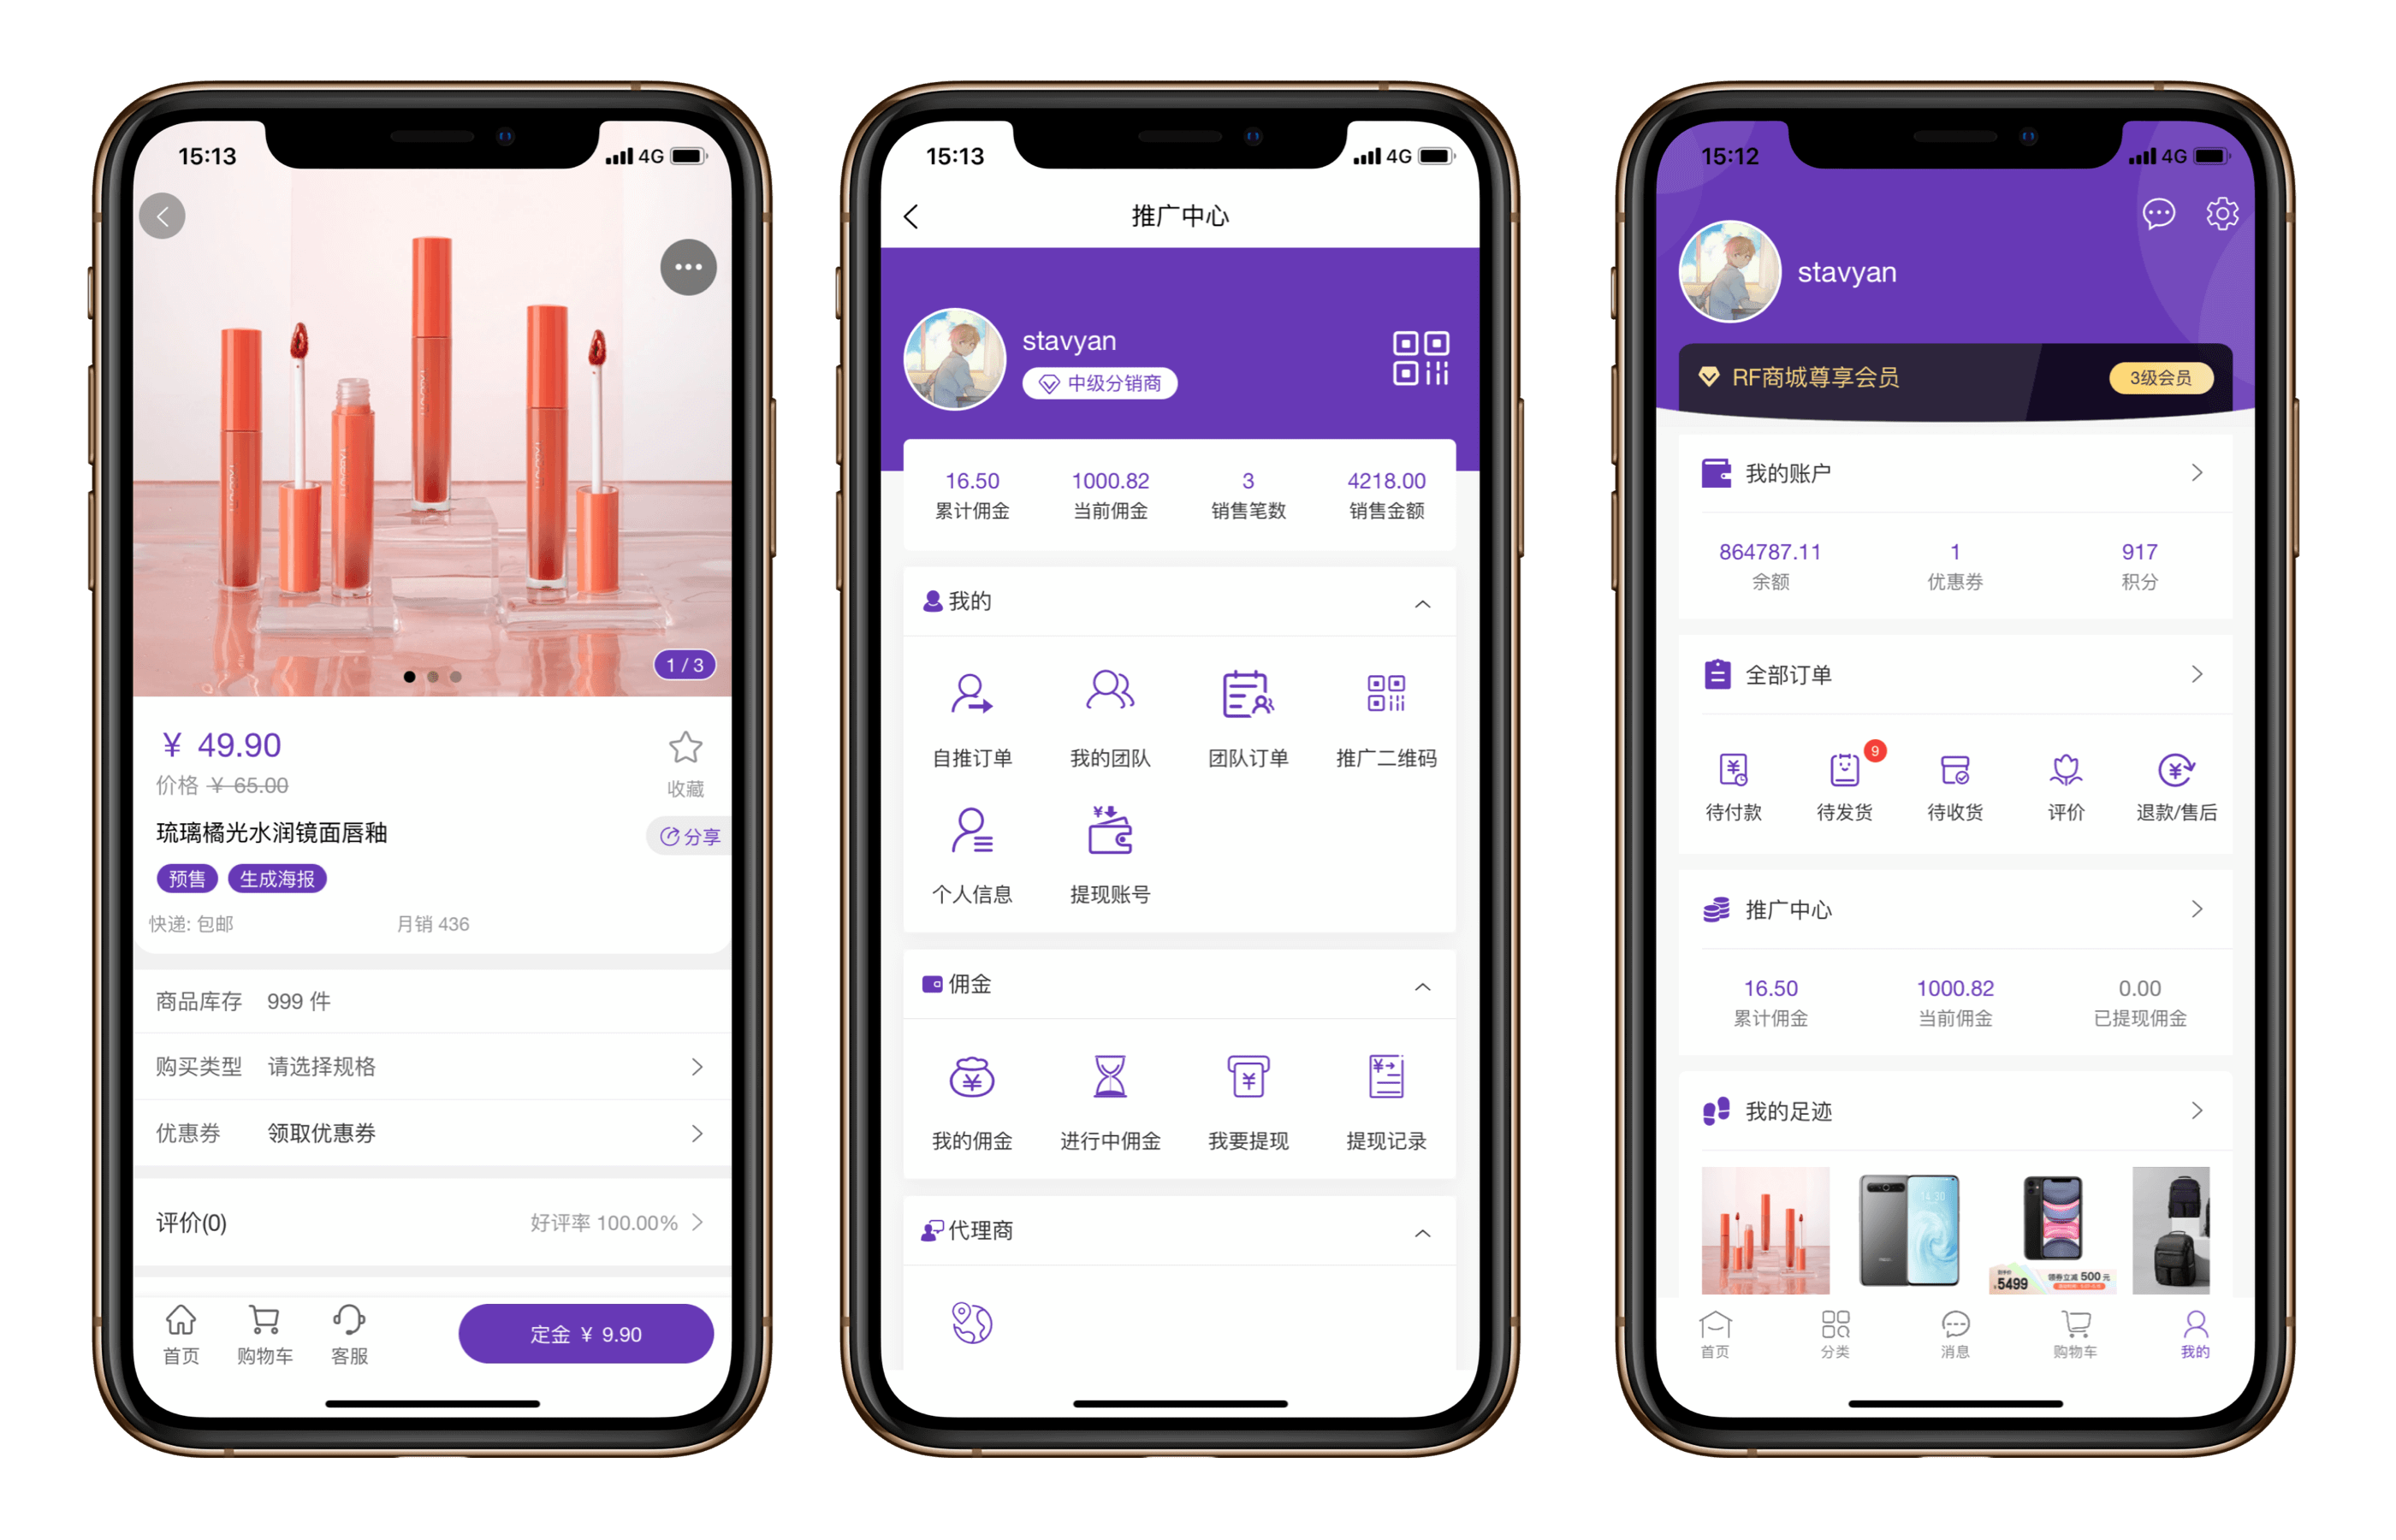 15:13
4G
1 / 3
¥ 49.90
价格 ¥ 65.00
收藏
琉璃橘光水润镜面唇釉
分享
预售 生成海报
快递: 包邮 月销 436
商品库存 999 件
购买类型 请选择规格
优惠券 领取优惠券
评价(0) 好评率 100.00%
首页 购物车 客服
定金 ¥ 9.90
15:13
4G
推广中心
stavyan
中级分销商
16.50 1000.82 3 4218.00
累计佣金 当前佣金 销售笔数 销售金额
我的
自推订单 我的团队 团队订单 推广二维码
个人信息 提现账号
佣金
我的佣金 进行中佣金 我要提现 提现记录
代理商
15:12
4G
stavyan
RF商城尊享会员 3级会员
我的账户
864787.11 1 917
余额 优惠券 积分
全部订单
9
待付款 待发货 待收货 评价 退款/售后
推广中心
16.50 1000.82 0.00
累计佣金 当前佣金 已提现佣金
我的足迹
14:30
5499 领券立减 500 元
首页 分类 消息 购物车 我的